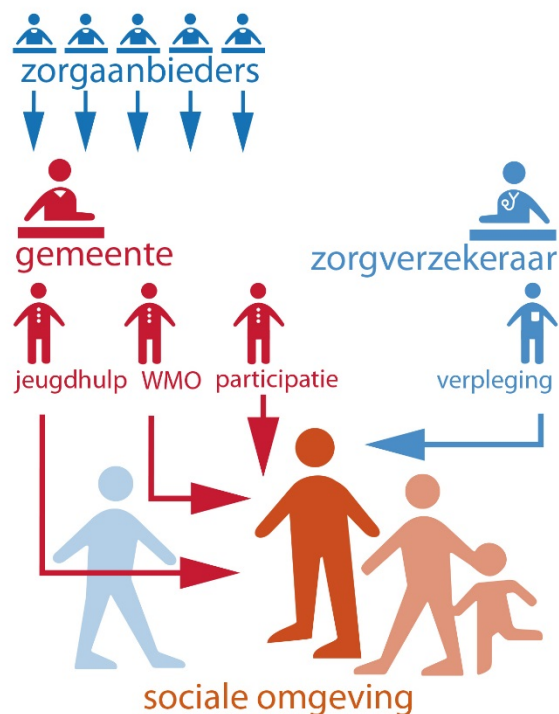 zorgaanbieders
gemeente
zorgverzekeraar
jeugdhulp WMO participatie
verpleging
sociale omgeving